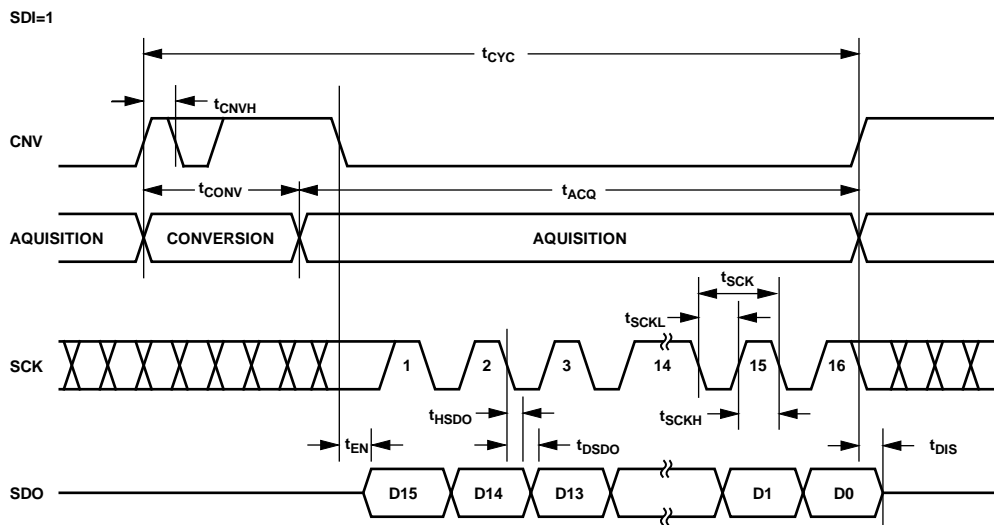 SDI=1
tCYC
tCNVH
CNV
tCONV
tACQ
AQUISITION
CONVERSION
AQUISITION
tSCK
tSCKL
SCK
1
2
3
14
15
16
tHSDO
tSCKH
tEN
tDSDO
tDIS
SDO
D15
D14
D13
D1
D0